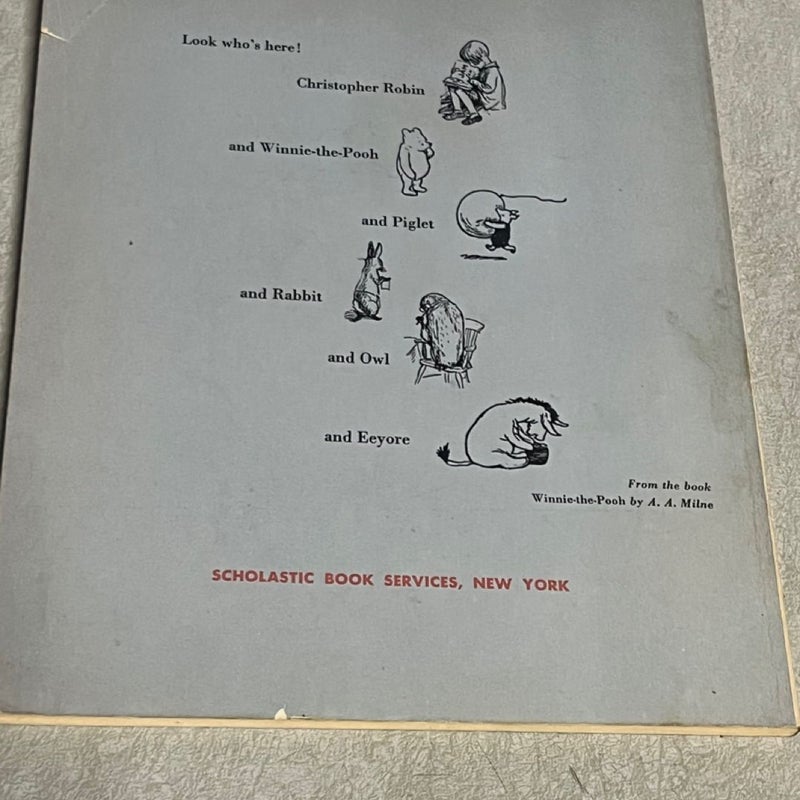 Look who's here!
Christopher Robin
and Winnie-the-Pooh
and Piglet
and Rabbit
and Owl
and Eeyore
From the book
Winnie-the-Pooh by A. A. Milne
SCHOLASTIC BOOK SERVICES, NEW YORK